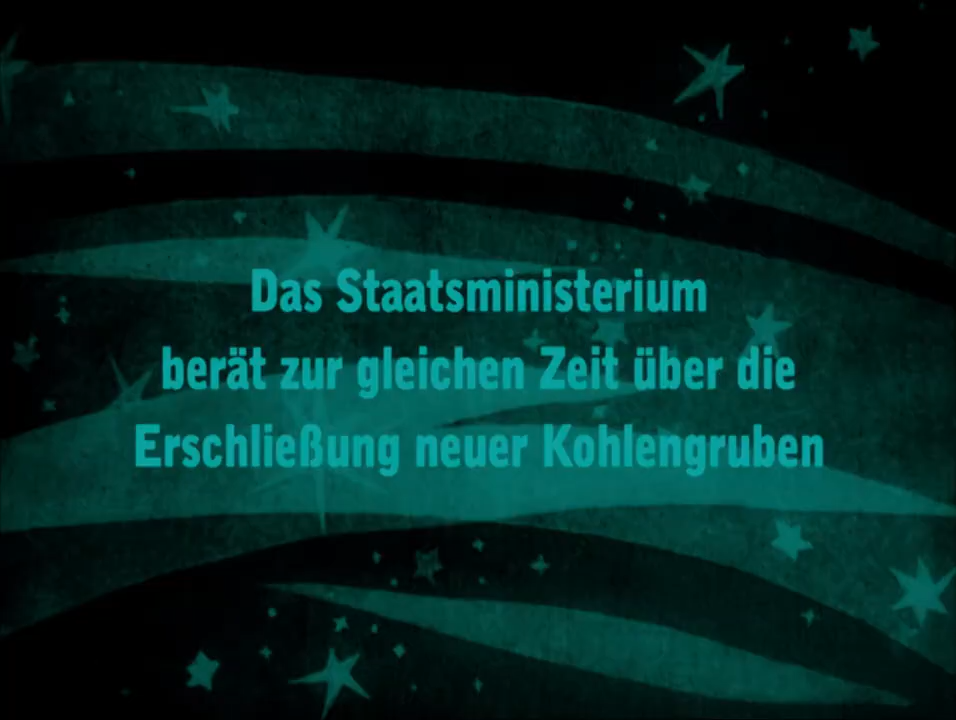 Das Staatsministerium
berät zur gleichen Zeit über die
Erschließung neuer Kohlengruben